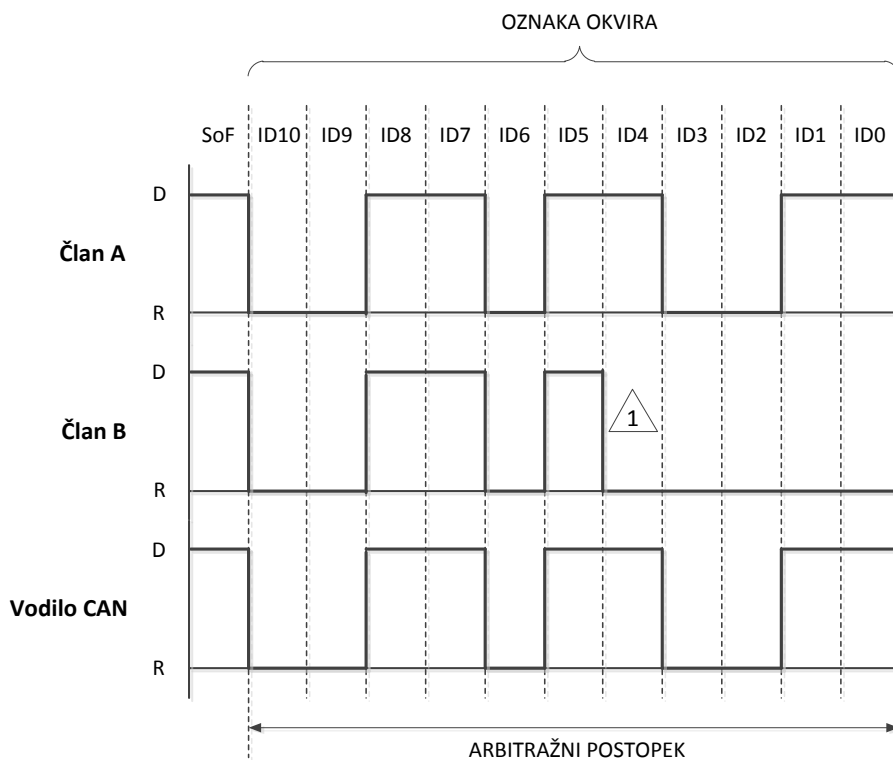 OZNAKA OKVIRA
SoF ID10 ID9 ID8 ID7 ID6 ID5 ID4 ID3 ID2 ID1 ID0
D
Član A
R
D
1
Član B
R
D
Vodilo CAN
R
ARBITRAŽNI POSTOPEK